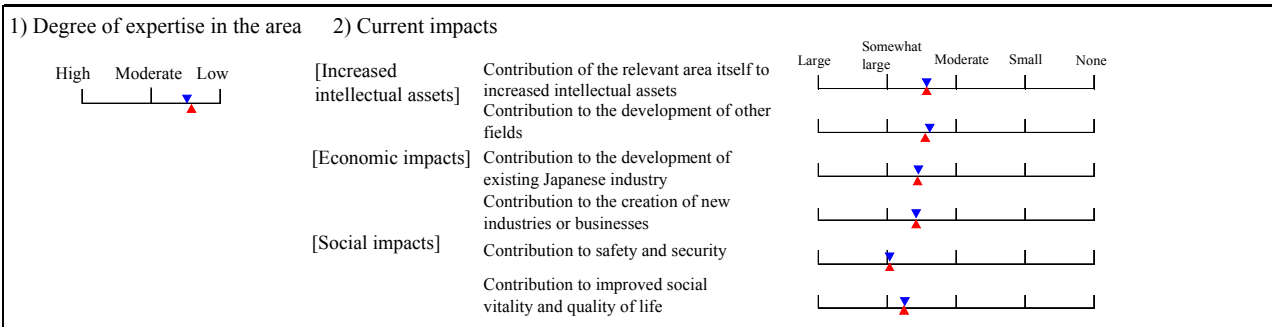 1) Degree of expertise in the area 2) Current impacts
High Moderate Low
[Increased
intellectual assets]
Contribution of the relevant area itself to
increased intellectual assets
Large Somewhat
large Moderate Small None
Contribution to the development of other
fields
[Economic impacts] Contribution to the development of
existing Japanese industry
Contribution to the creation of new
industries or businesses
[Social impacts] Contribution to safety and security
Contribution to improved social
vitality and quality of life